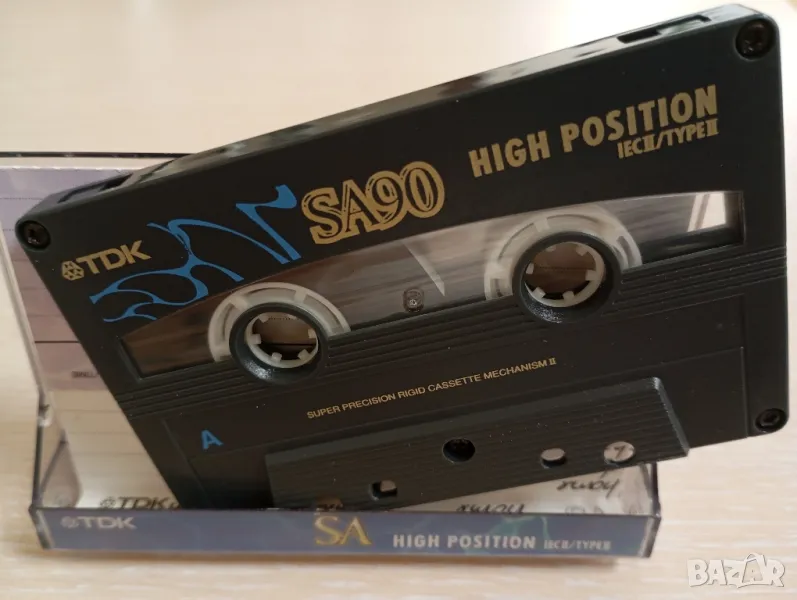 HIGH POSITION
IECII/TYPEII
SA90
TDK
SUPER PRECISION RIGID CASSETTE MECHANISM II
A
TDK
TDK
SA
HIGH POSITION IECII/TYPEII
BAZAR